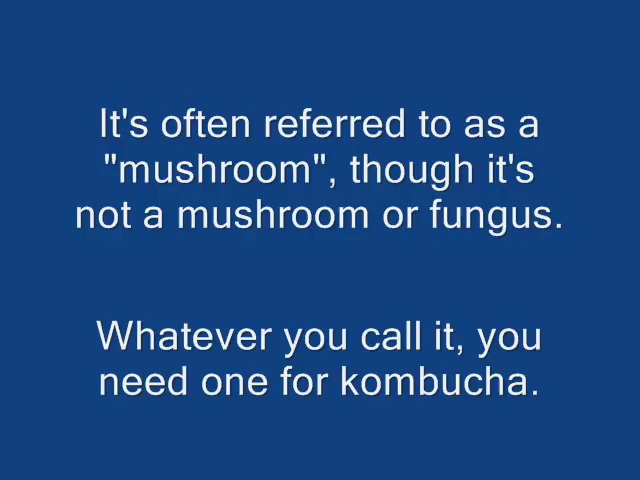 It's often referred to as a
"mushroom", though it's
not a mushroom or fungus.
Whatever you call it, you
need one for kombucha.